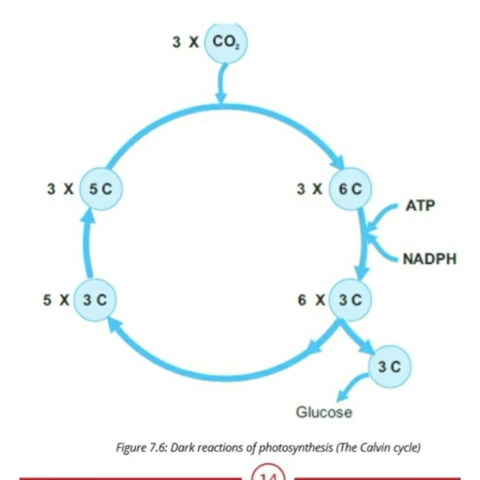 3 X CO₂
3 X 5 C
3 X 6 C
ATP
NADPH
5 X 3 C
6 X 3 C
3 C
Glucose
Figure 7.6: Dark reactions of photosynthesis (The Calvin cycle)
14